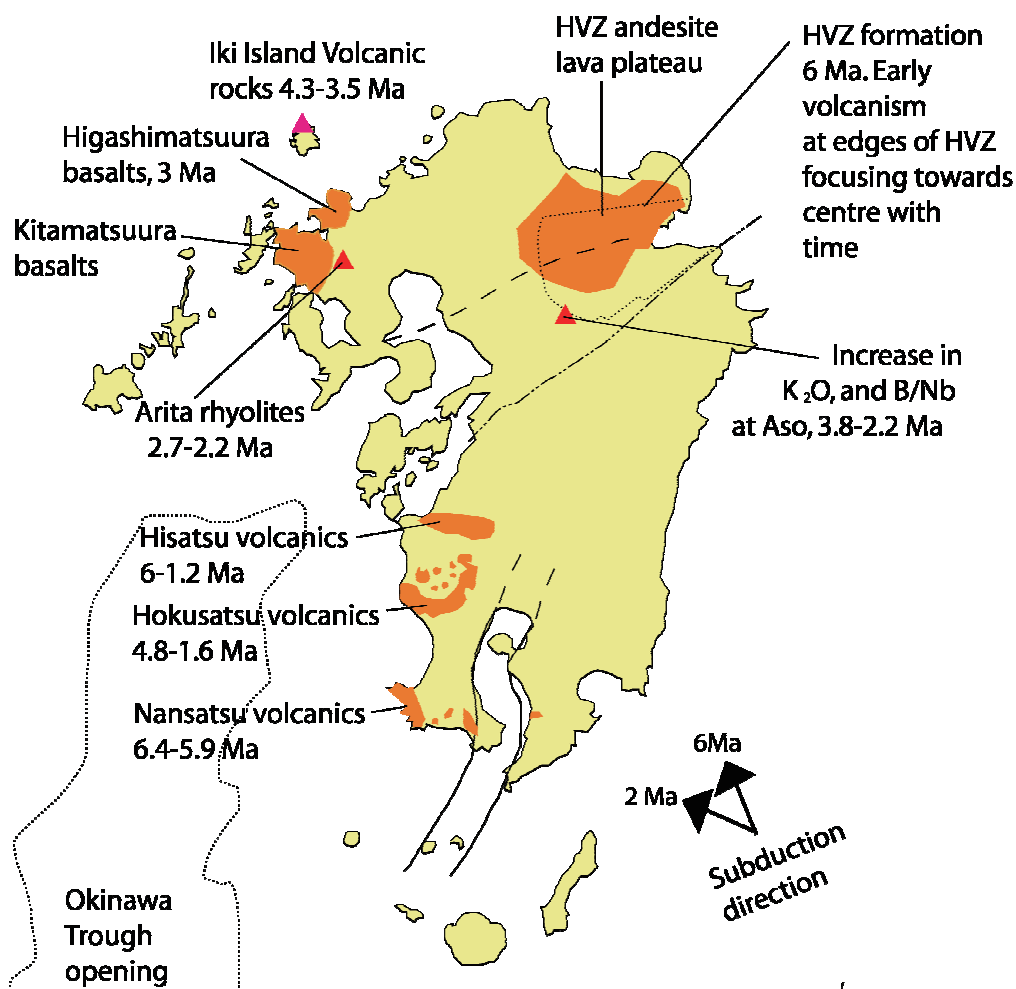 Iki Island Volcanic
rocks 4.3-3.5 Ma
HVZ andesite
lava plateau
HVZ formation
6 Ma. Early
volcanism
at edges of HVZ
focusing towards
centre with
time
Higashimatsuura
basalts, 3 Ma
Kitamatsuura
basalts
Arita rhyolites
2.7-2.2 Ma
Increase in
K₂O, and B/Nb
at Aso, 3.8-2.2 Ma
Hisatsu volcanics
6-1.2 Ma
Hokusatsu volcanics
4.8-1.6 Ma
Nansatsu volcanics
6.4-5.9 Ma
6Ma
2 Ma
Subduction
direction
Okinawa
Trough
opening